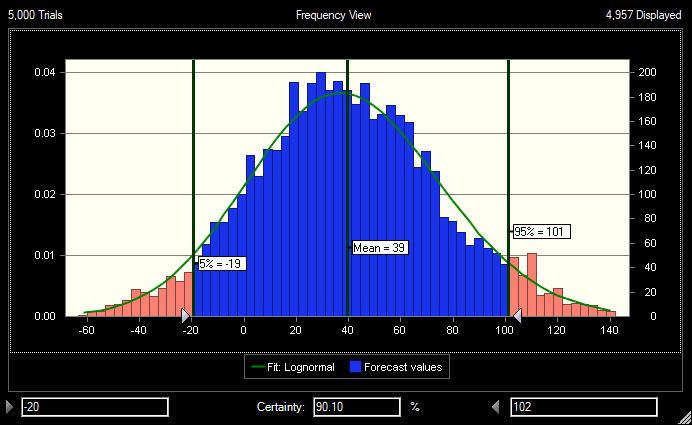 5,000 Trials Frequency View 4,957 Displayed
0.04 200
180
160
0.03
140
120
0.02 100
80
95% = 101
Mean = 39
60
0.01
5% = -19
40
20
0.00 0
-60 -40 -20 0 20 40 60 80 100 120 140
Fit: Lognormal Forecast values
-20 Certainty: 90.10 % 102